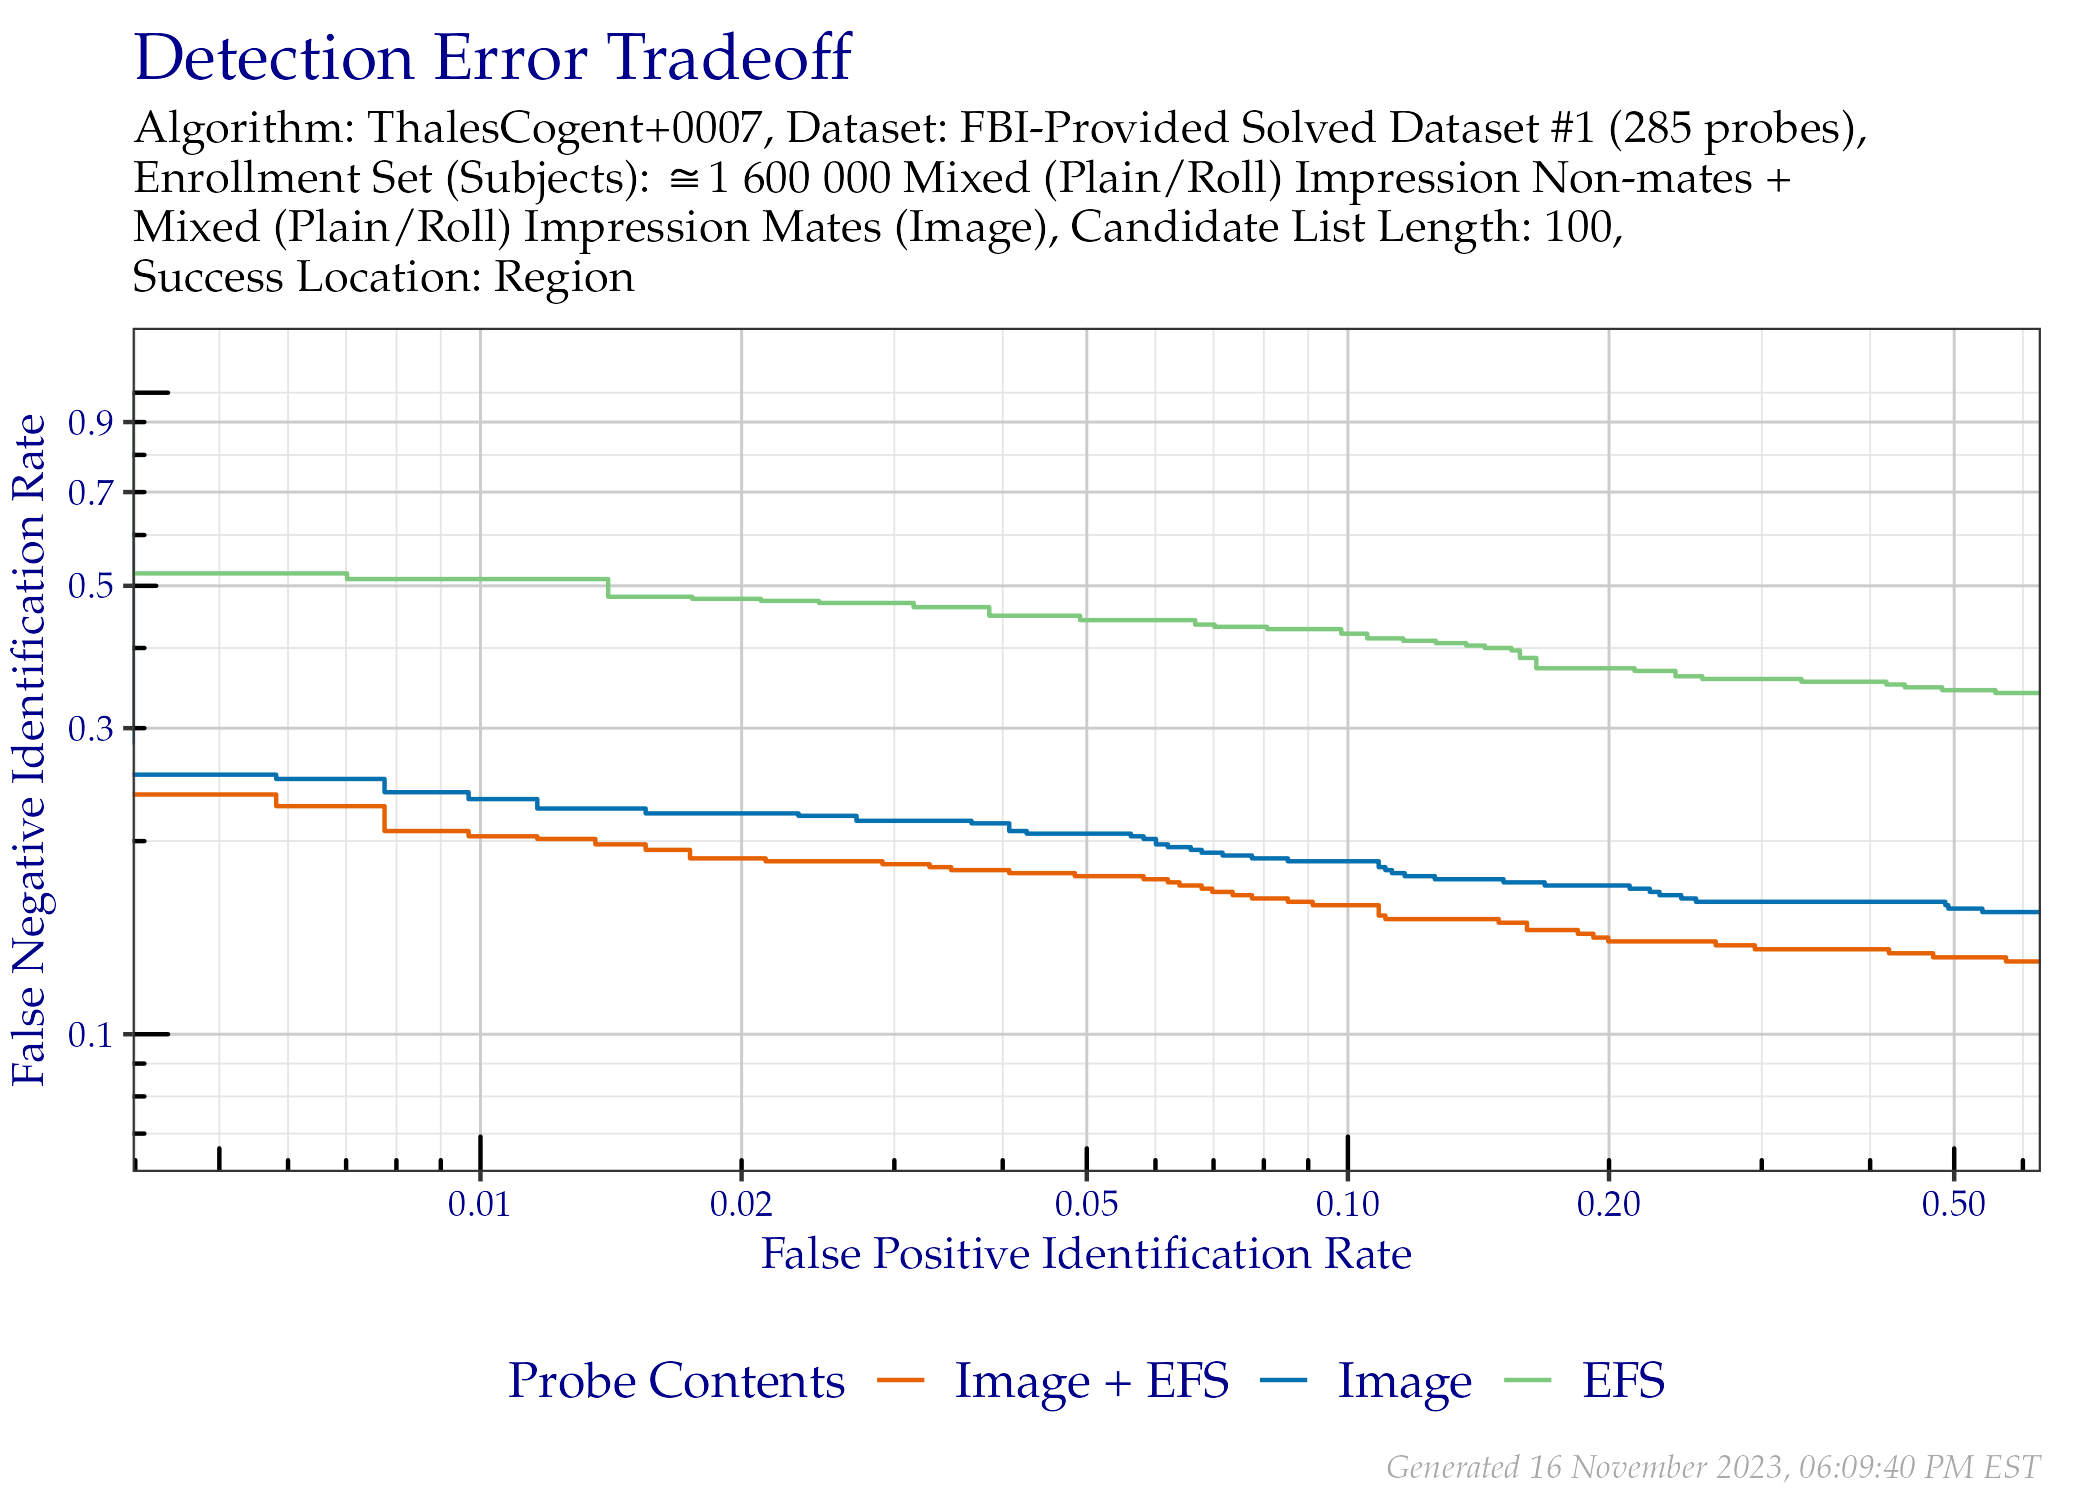 Detection Error Tradeoff
Algorithm: ThalesCogent+0007, Dataset: FBI-Provided Solved Dataset #1 (285 probes),
Enrollment Set (Subjects): ≅1 600 000 Mixed (Plain/Roll) Impression Non-mates +
Mixed (Plain/Roll) Impression Mates (Image), Candidate List Length: 100,
Success Location: Region
False Negative Identification Rate
0.9
0.7
0.5
0.3
0.1
0.01 0.02 0.05 0.10 0.20 0.50
False Positive Identification Rate
Probe Contents Image + EFS Image EFS
Generated 16 November 2023, 06:09:40 PM EST